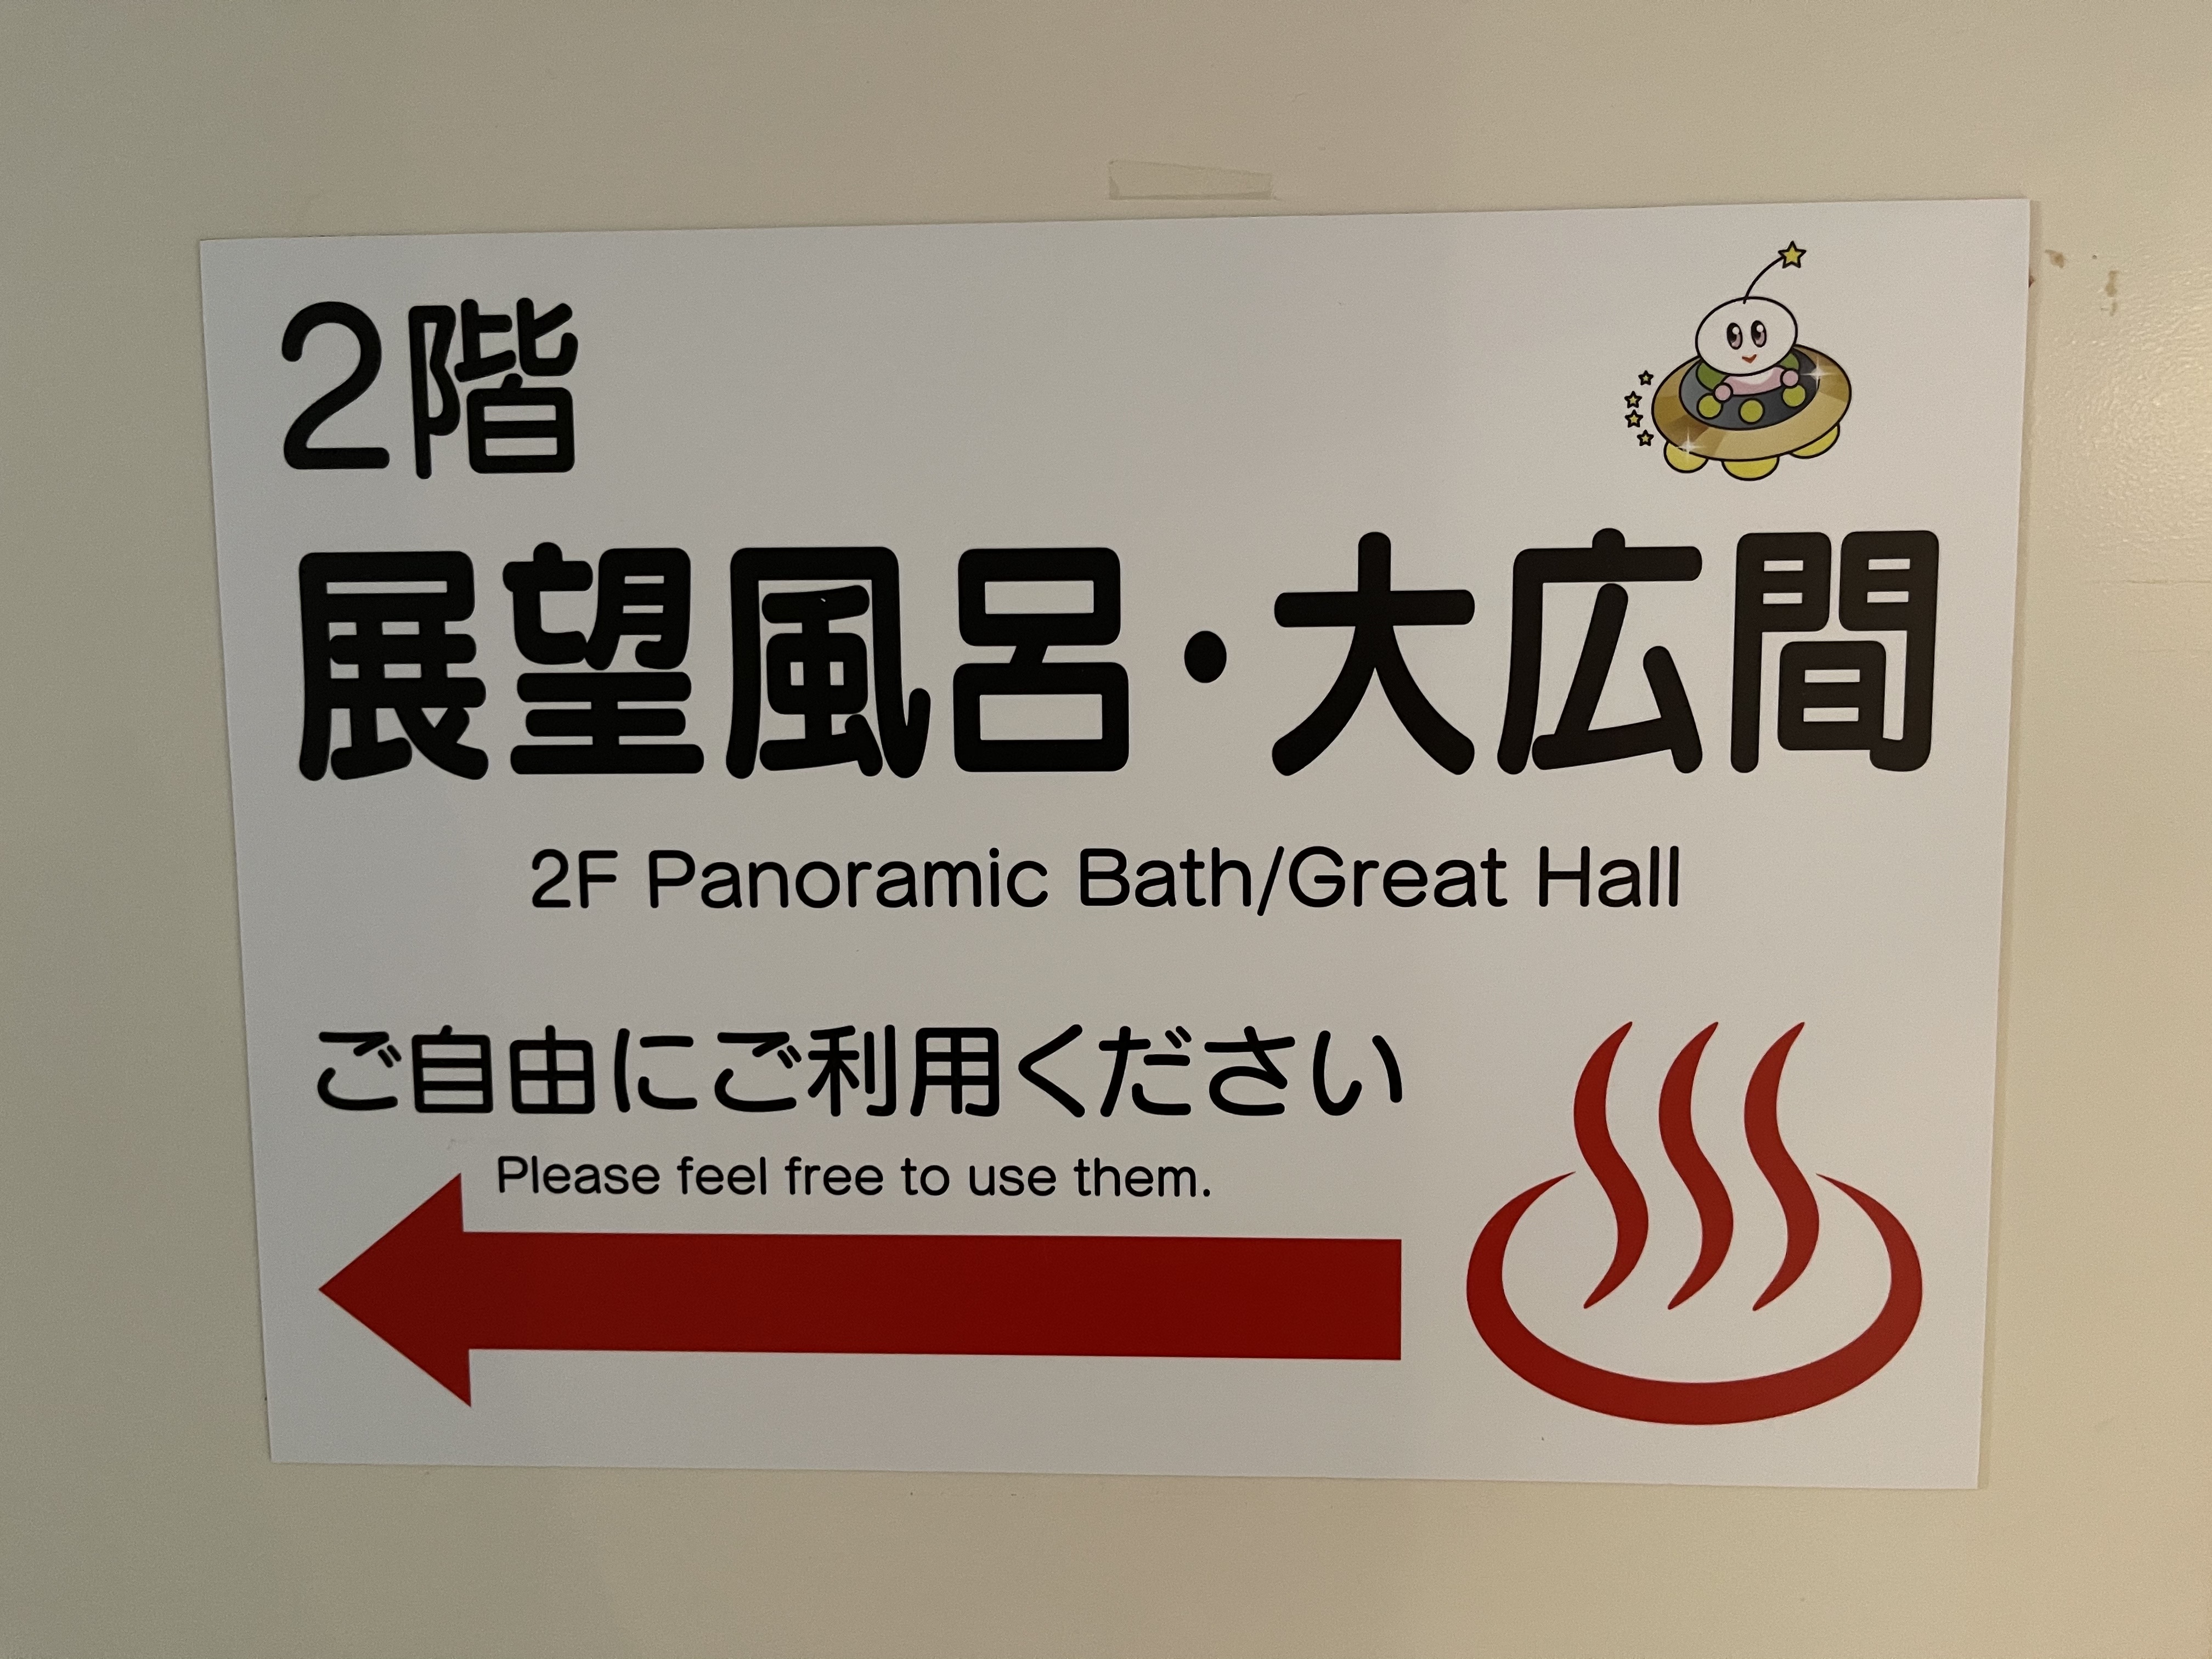 2階
展望風呂・大広間
2F Panoramic Bath/Great Hall
ご自由にご利用ください
Please feel free to use them.